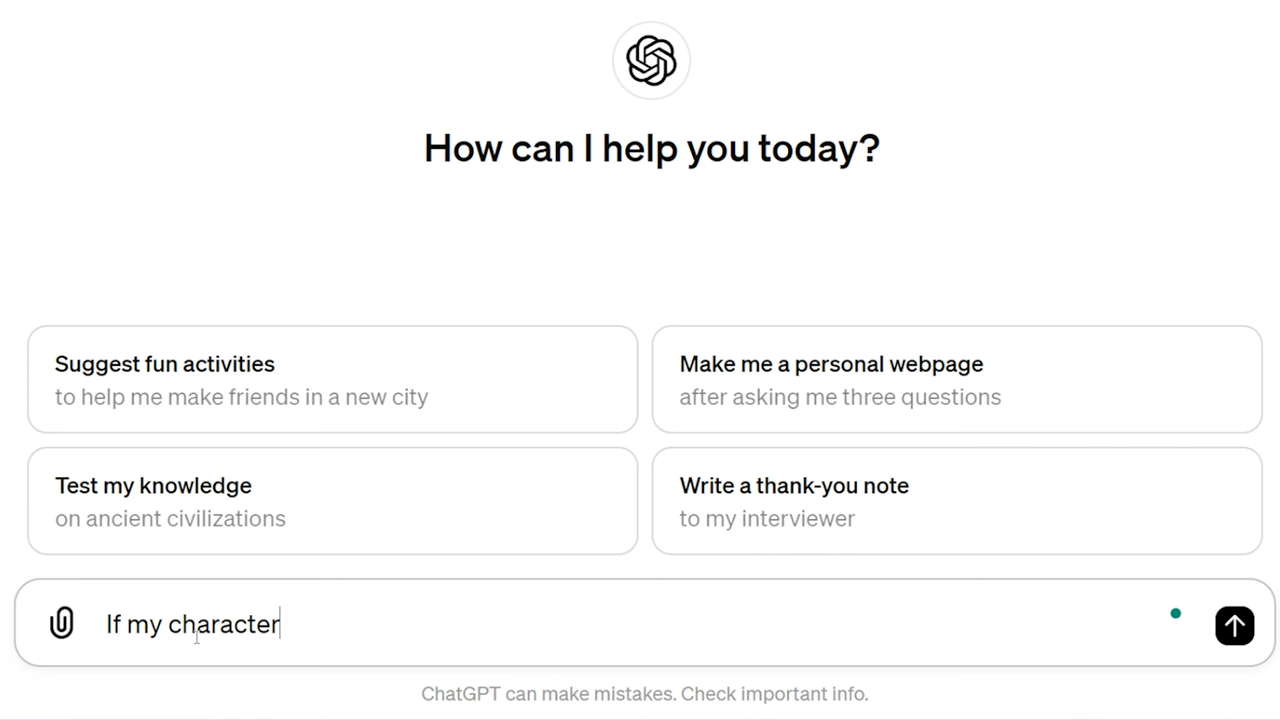 How can I help you today?
Suggest fun activities
to help me make friends in a new city
Make me a personal webpage
after asking me three questions
Test my knowledge
on ancient civilizations
Write a thank-you note
to my interviewer
If my character
ChatGPT can make mistakes. Check important info.